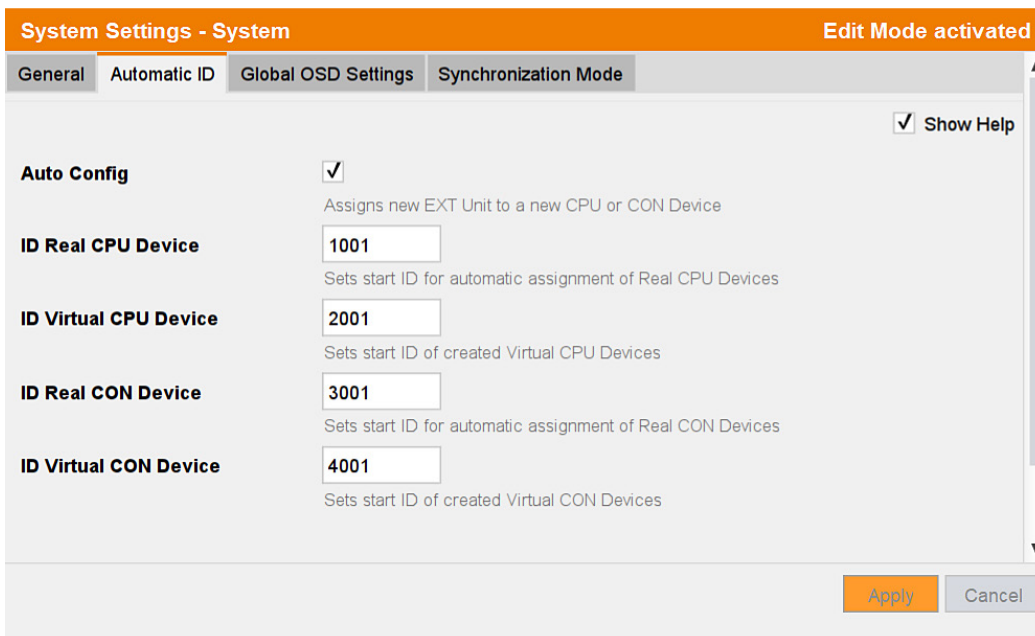 System Settings - System Edit Mode activated
General Automatic ID Global OSD Settings Synchronization Mode
Show Help
Auto Config
Assigns new EXT Unit to a new CPU or CON Device
ID Real CPU Device 1001
Sets start ID for automatic assignment of Real CPU Devices
ID Virtual CPU Device 2001
Sets start ID of created Virtual CPU Devices
ID Real CON Device 3001
Sets start ID for automatic assignment of Real CON Devices
ID Virtual CON Device 4001
Sets start ID of created Virtual CON Devices
Apply Cancel